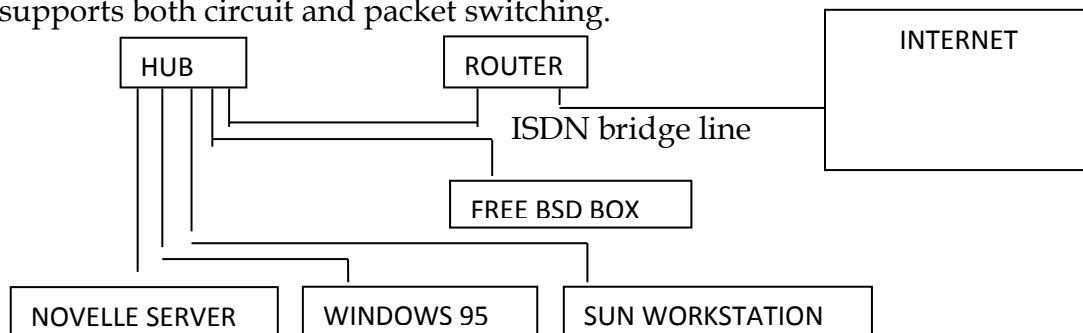 supports both circuit and packet switching.
INTERNET
HUB
ROUTER
ISDN bridge line
FREE BSD BOX
NOVELLE SERVER
WINDOWS 95
SUN WORKSTATION